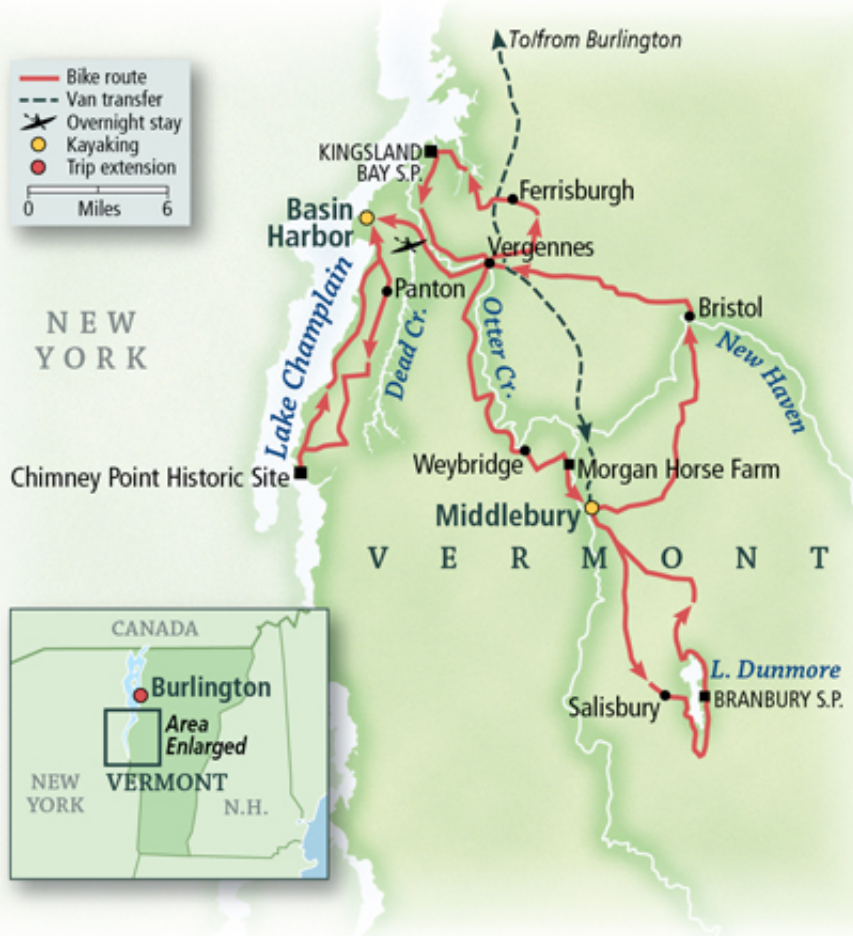 To/from Burlington
Bike route
Van transfer
Overnight stay
Kayaking
Trip extension
0 Miles 6
KINGSLAND
BAY S.P.
Ferrisburgh
Basin
Harbor
Vergennes
Panton
Bristol
NEW
YORK
Lake Champlain
Dead Cr.
Otter Cr.
New Haven
Weybridge
Morgan Horse Farm
Chimney Point Historic Site
Middlebury
VERMONT
L. Dunmore
BRANBURY S.P.
Salisbury
CANADA
Burlington
Area
Enlarged
VERMONT
NEW
YORK
N.H.